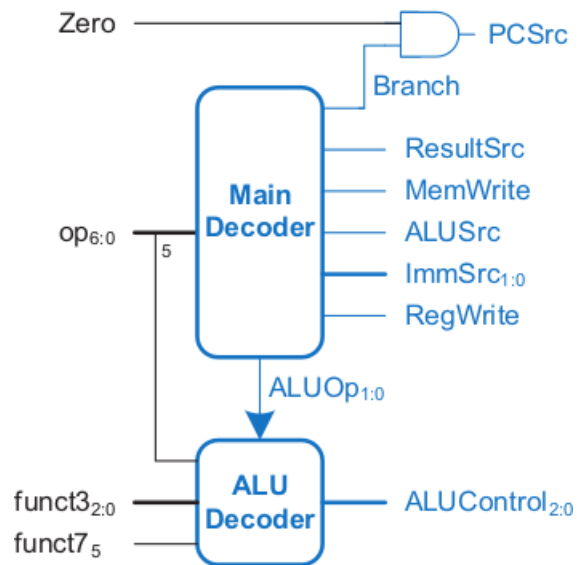 Zero
PCSrc
Branch
ResultSrc
Main
Decoder
MemWrite
op6:0
5
ALUSrc
ImmSrc1:0
RegWrite
ALUOp1:0
funct32:0
funct75
ALU
Decoder
ALUControl2:0